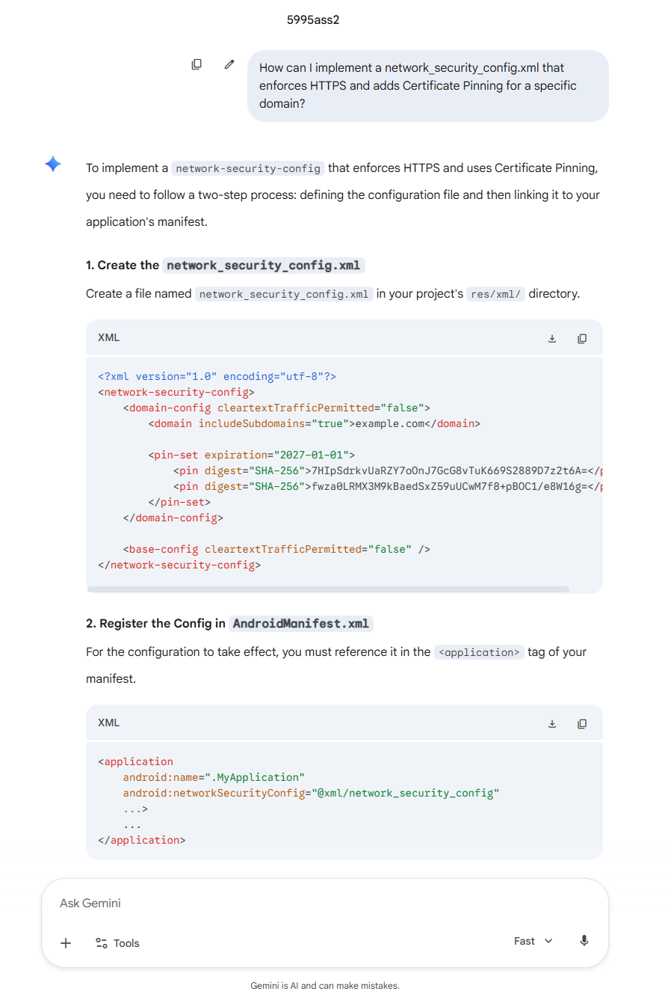 5995ass2
How can I implement a network_security_config.xml that
enforces HTTPS and adds Certificate Pinning for a specific
domain?
To implement a network-security-config that enforces HTTPS and uses Certificate Pinning,
you need to follow a two-step process: defining the configuration file and then linking it to your
application's manifest.
1. Create the network_security_config.xml
Create a file named network_security_config.xml in your project's res/xml/ directory.
XML
<?xml version="1.0" encoding="utf-8"?>
<network-security-config>
    <domain-config cleartextTrafficPermitted="false">
        <domain includeSubdomains="true">example.com</domain>
        <pin-set expiration="2027-01-01">
            <pin digest="SHA-256">7HIpSdrkvUaRZY7oOnJ7GcG8vTuK669S2889D7z2t6A=</p
            <pin digest="SHA-256">fwza0LRMX3M9kBaedSxZ59uUCwM7f8+pBOC1/e8W16g=</p
        </pin-set>
    </domain-config>
    <base-config cleartextTrafficPermitted="false" />
</network-security-config>
2. Register the Config in AndroidManifest.xml
For the configuration to take effect, you must reference it in the <application> tag of your
manifest.
XML
<application
    android:name=".MyApplication"
    android:networkSecurityConfig="@xml/network_security_config"
    ...>
    ...
</application>
Ask Gemini
Tools
Fast
Gemini is AI and can make mistakes.